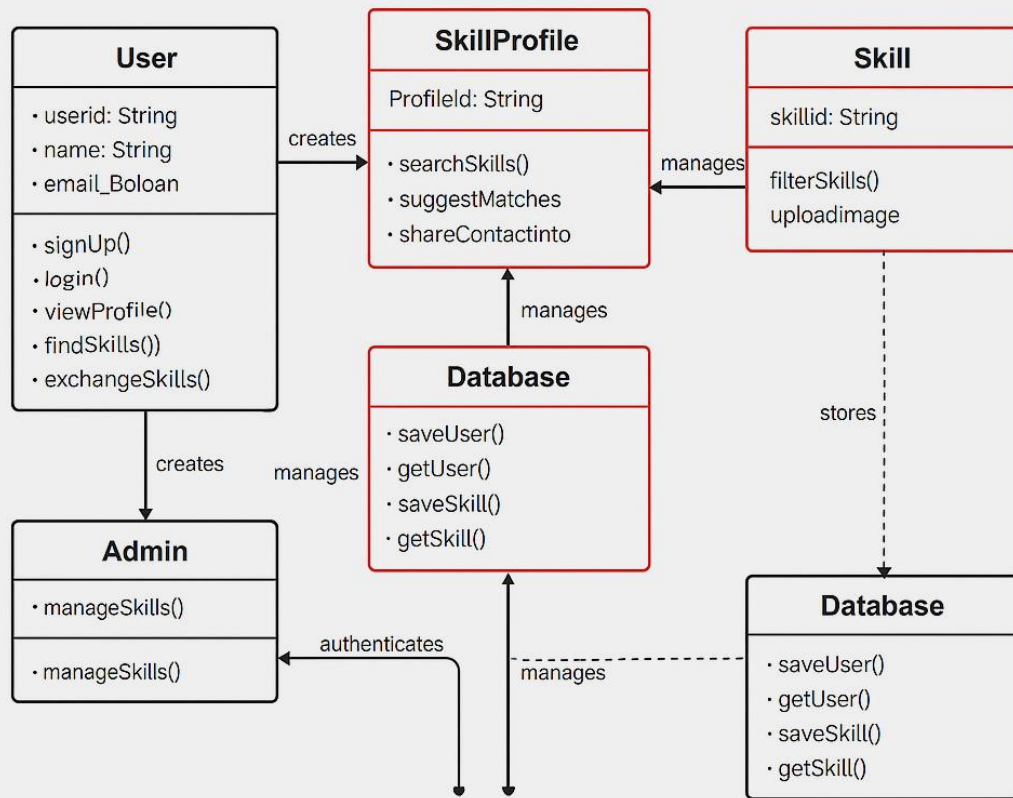 User
• userid: String
• name: String
• email_Boloan
• signUp()
• login()
• viewProfile()
• findSkills())
• exchangeSkills()
creates
SkillProfile
ProfileId: String
• searchSkills()
• suggestMatches
• shareContactinto
manages
Skill
skillid: String
filterSkills()
uploadimage
manages
Database
• saveUser()
• getUser()
• saveSkill()
• getSkill()
stores
creates
manages
Admin
• manageSkills()
• manageSkills()
authenticates
manages
Database
• saveUser()
• getUser()
• saveSkill()
• getSkill()